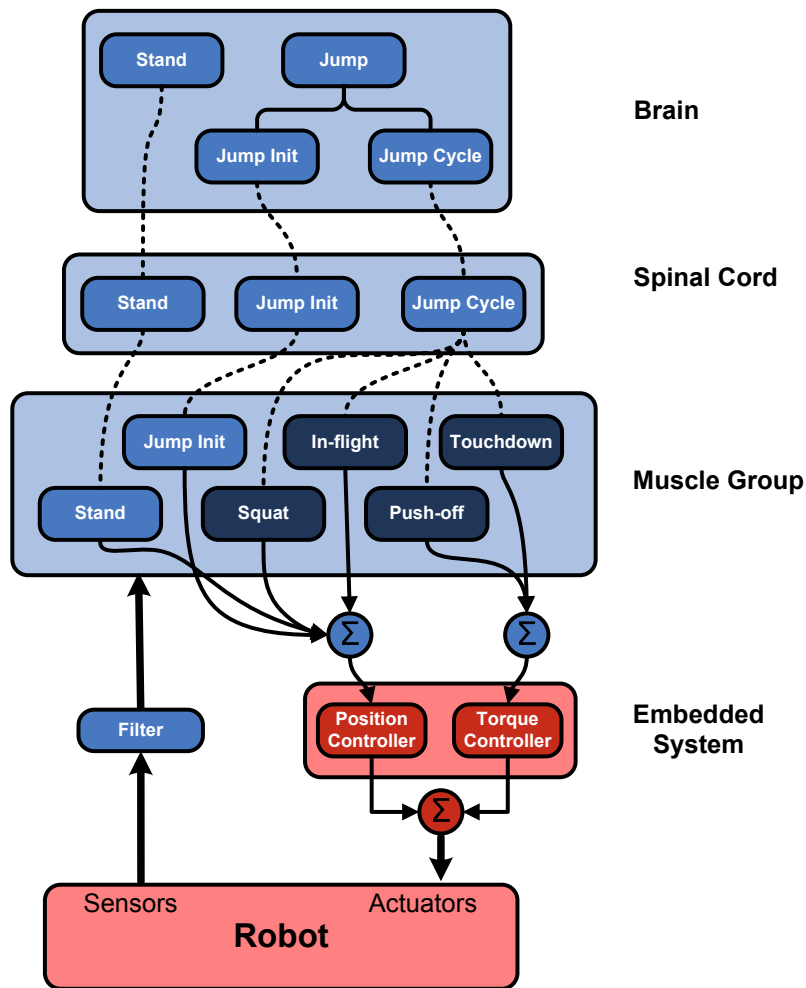 Stand
Jump
Brain
Jump Init
Jump Cycle
Spinal Cord
Stand
Jump Init
Jump Cycle
Jump Init
In-flight
Touchdown
Muscle Group
Stand
Squat
Push-off
Σ
Σ
Filter
Position
Controller
Torque
Controller
Embedded
System
Σ
Sensors
Actuators
Robot